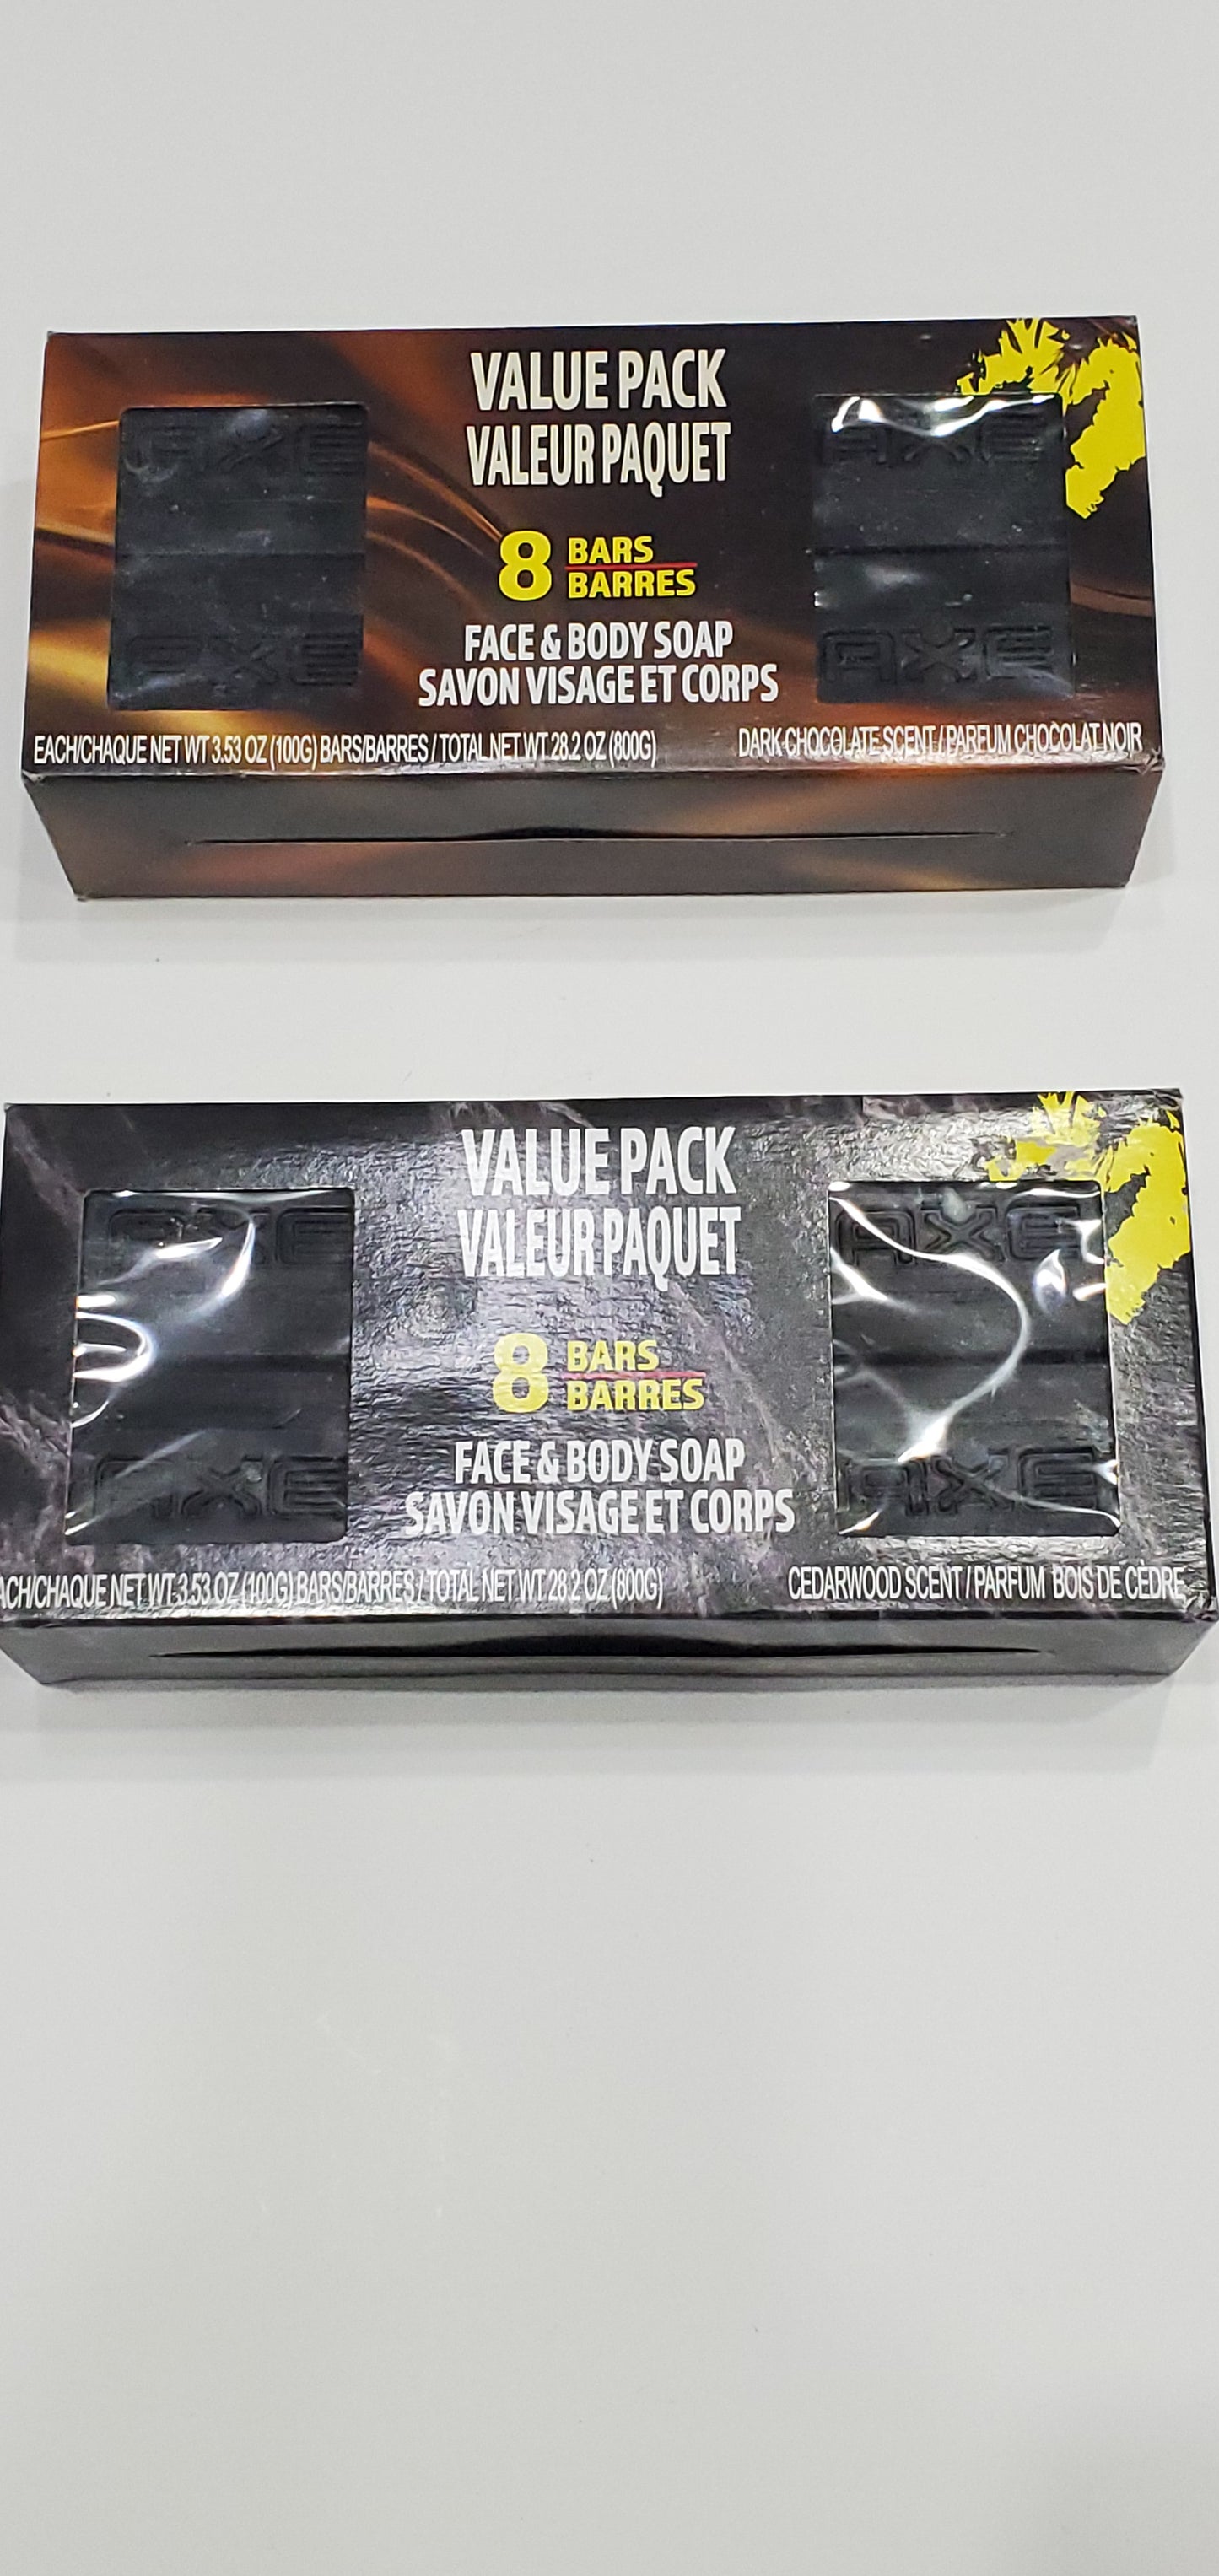 VALUE PACK
VALEUR PAQUET
AXE AXE
8 BARS
BARRES
AXE AXE
FACE & BODY SOAP
SAVON VISAGE ET CORPS
EACH/CHAQUE NET WT 3.53 OZ (100G) BARS/BARRES / TOTAL NET WT 28.2 OZ (800G)
DARK CHOCOLATE SCENT / PARFUM CHOCOLAT NOIR
VALUE PACK
VALEUR PAQUET
AXE AXE
8 BARS
BARRES
FACE & BODY SOAP
AXE AXE
SAVON VISAGE ET CORPS
ACH/CHAQUE NET WT 3.53 OZ (100G) BARS/BARRES / TOTAL NET WT 28.2 OZ (800G)
CEDARWOOD SCENT / PARFUM BOIS DE CÈDRE